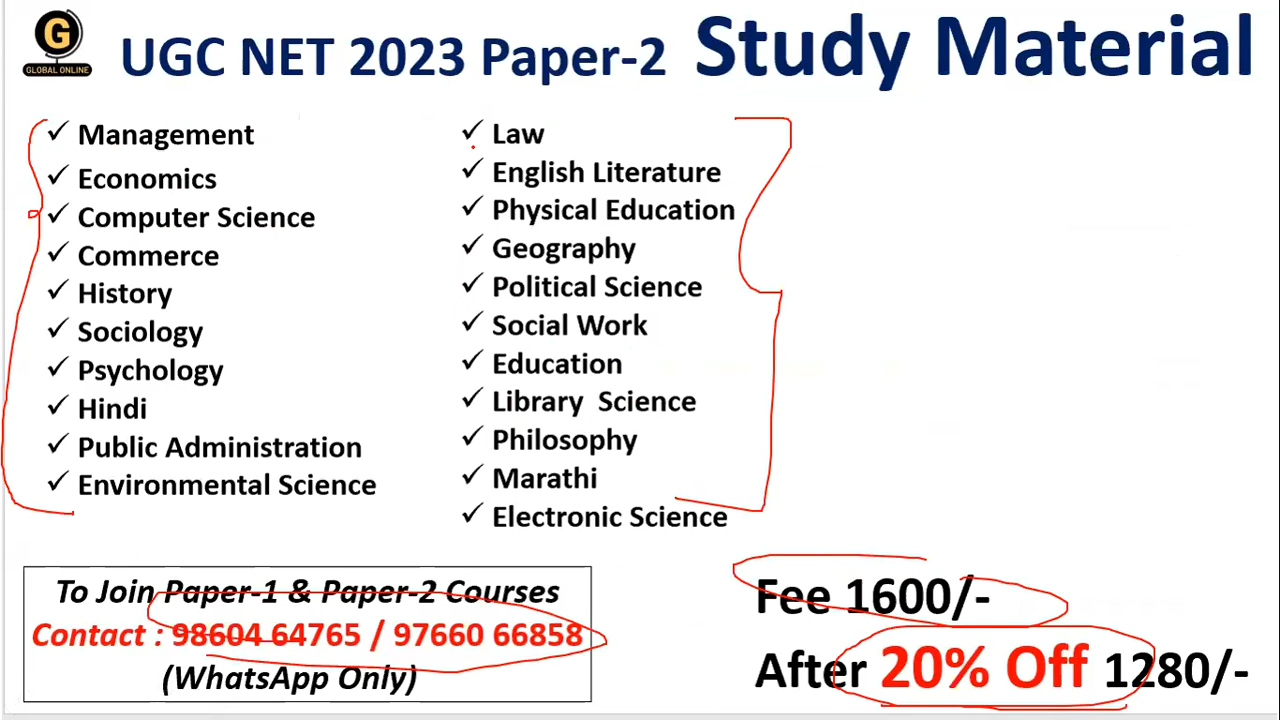 G
GLOBAL ONLINE
UGC NET 2023 Paper-2 Study Material
✓ Management
✓ Economics
✓ Computer Science
✓ Commerce
✓ History
✓ Sociology
✓ Psychology
✓ Hindi
✓ Public Administration
✓ Environmental Science
✓ Law
✓ English Literature
✓ Physical Education
✓ Geography
✓ Political Science
✓ Social Work
✓ Education
✓ Library Science
✓ Philosophy
✓ Marathi
✓ Electronic Science
To Join Paper-1 & Paper-2 Courses
Contact : 98604 64765 / 97660 66858
(WhatsApp Only)
Fee 1600/-
After 20% Off 1280/-